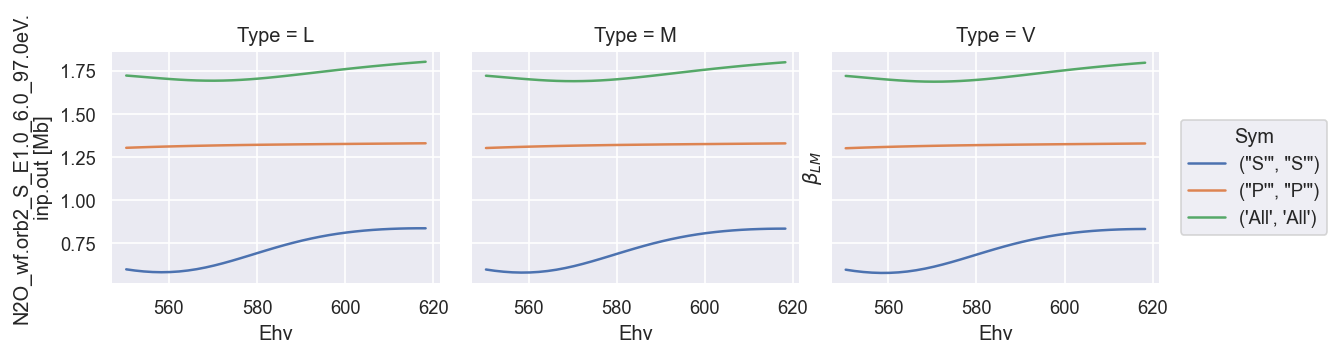 Type = L
Type = M
Type = V
N2O_wf.orb2_S_E1.0_6.0_97.0eV.
inp.out [Mb]
1.75
1.50
1.25
1.00
0.75
β_LM
560 580 600 620
560 580 600 620
560 580 600 620
Ehv
Ehv
Ehv
Sym
("S'", "S'")
("P'", "P'")
('All', 'All')